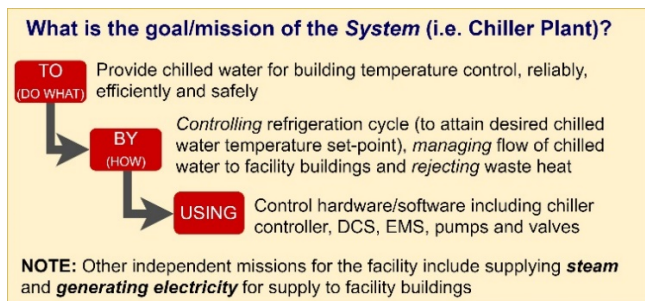 What is the goal/mission of the System (i.e. Chiller Plant)?
TO
(DO WHAT)
Provide chilled water for building temperature control, reliably,
efficiently and safely
BY
(HOW)
Controlling refrigeration cycle (to attain desired chilled
water temperature set-point), managing flow of chilled
water to facility buildings and rejecting waste heat
USING
Control hardware/software including chiller
controller, DCS, EMS, pumps and valves
NOTE: Other independent missions for the facility include supplying steam
and generating electricity for supply to facility buildings